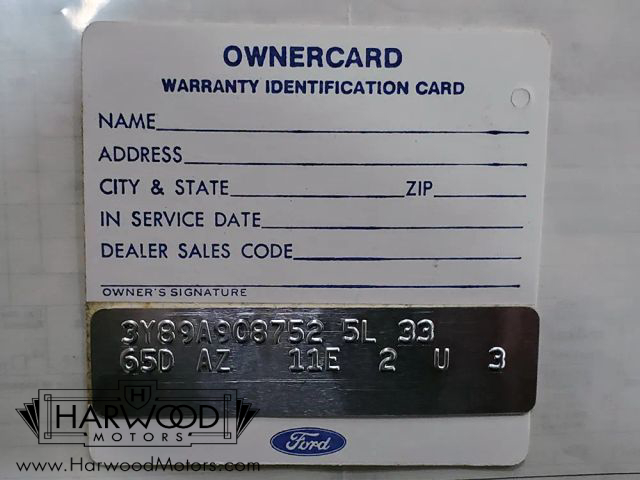 OWNERCARD
WARRANTY IDENTIFICATION CARD
NAME
ADDRESS
CITY & STATE ZIP
IN SERVICE DATE
DEALER SALES CODE
OWNER'S SIGNATURE
3Y89A908752 5L 33
65D AZ 11E 2 U 3
Ford
H
HARWOOD
MOTORS
www.HarwoodMotors.com